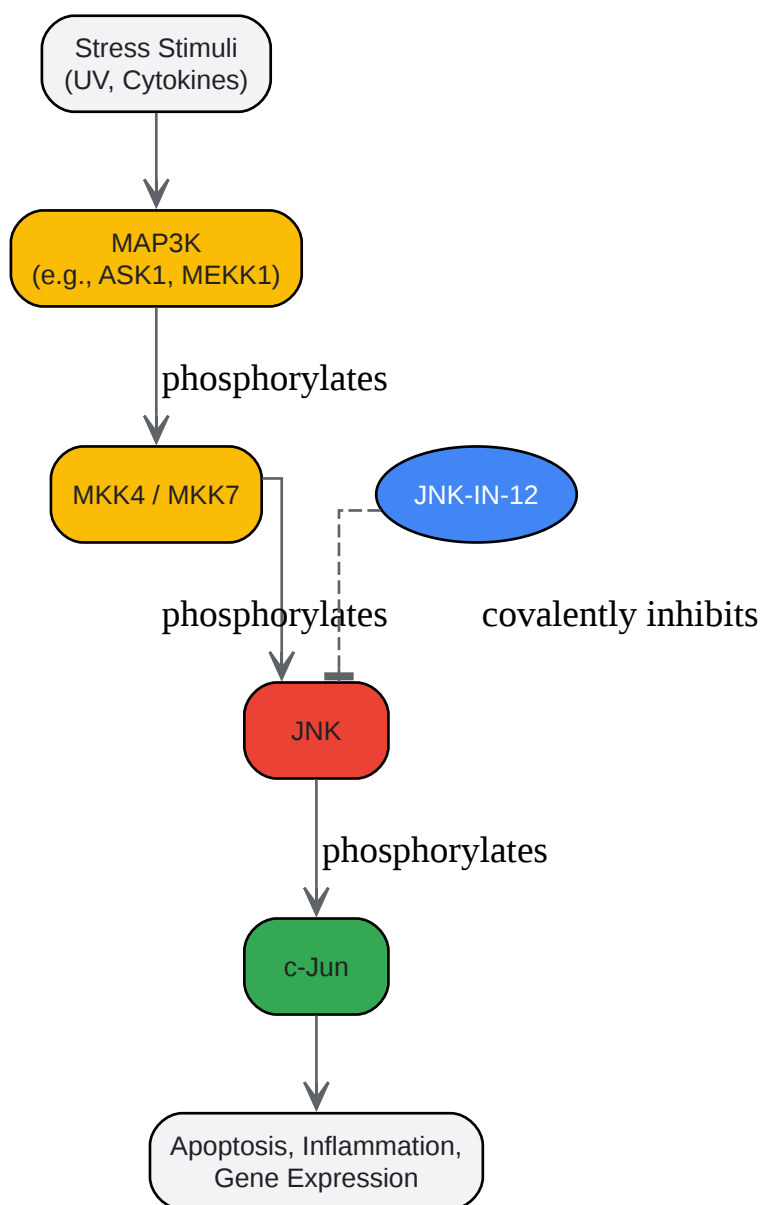 Stress Stimuli
(UV, Cytokines)
MAP3K
(e.g., ASK1, MEKK1)
phosphorylates
MKK4 / MKK7
JNK-IN-12
phosphorylates
covalently inhibits
JNK
phosphorylates
c-Jun
Apoptosis, Inflammation,
Gene Expression